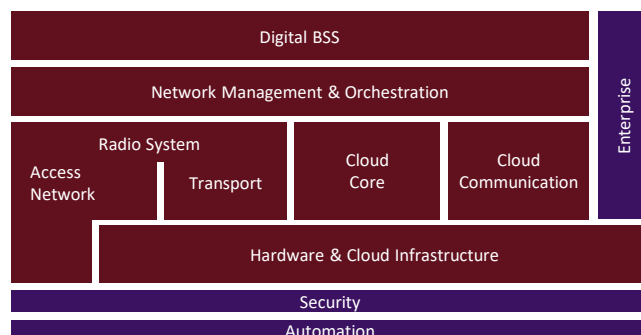 Digital BSS
Network Management & Orchestration
Enterprise
Radio System
Access
Network
Transport
Cloud
Core
Cloud
Communication
Hardware & Cloud Infrastructure
Security
Automation